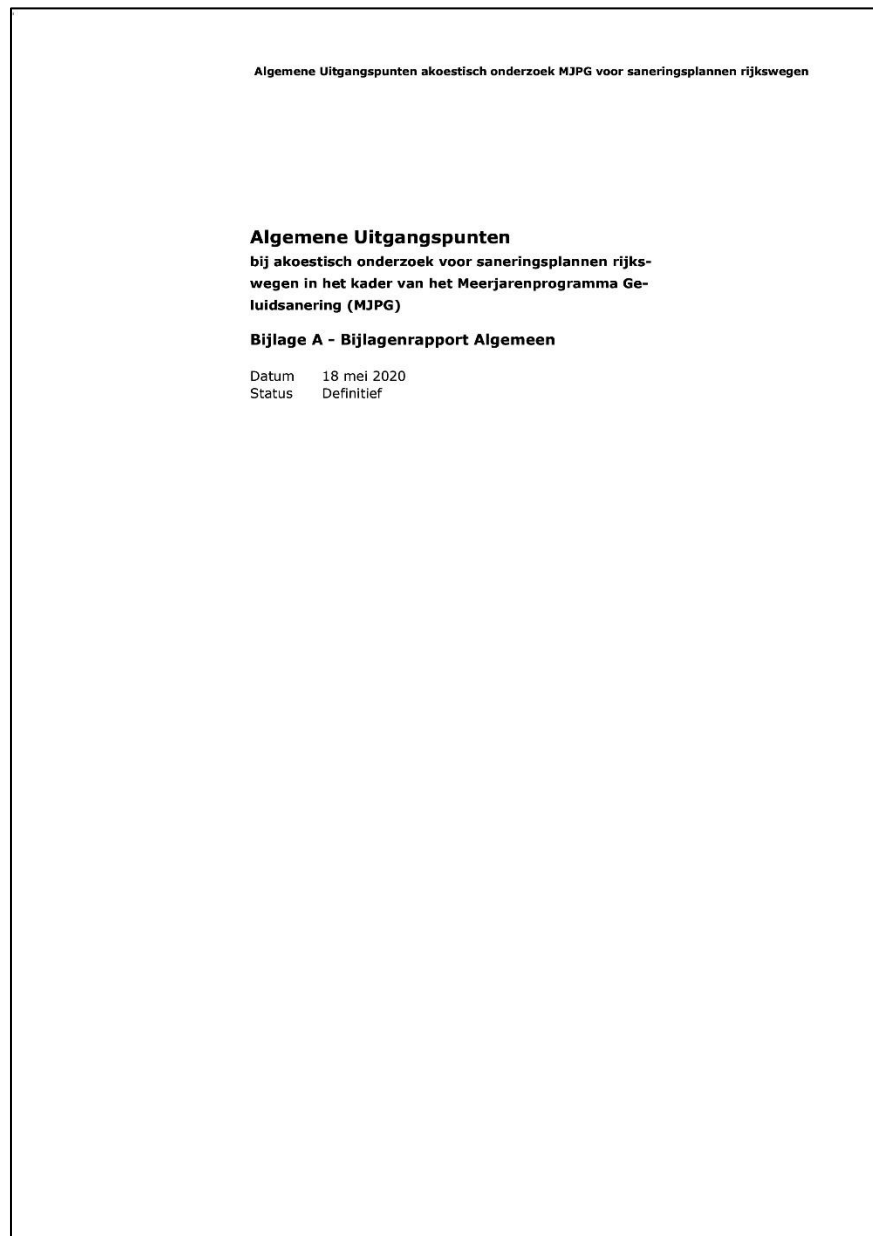 Algemene Uitgangspunten akoestisch onderzoek MJPG voor saneringsplannen rijkswegen
Algemene Uitgangspunten
bij akoestisch onderzoek voor saneringsplannen rijks-
wegen in het kader van het Meerjarenprogramma Ge-
luidsanering (MJPG)
Bijlage A - Bijlagenrapport Algemeen
Datum 18 mei 2020
Status Definitief